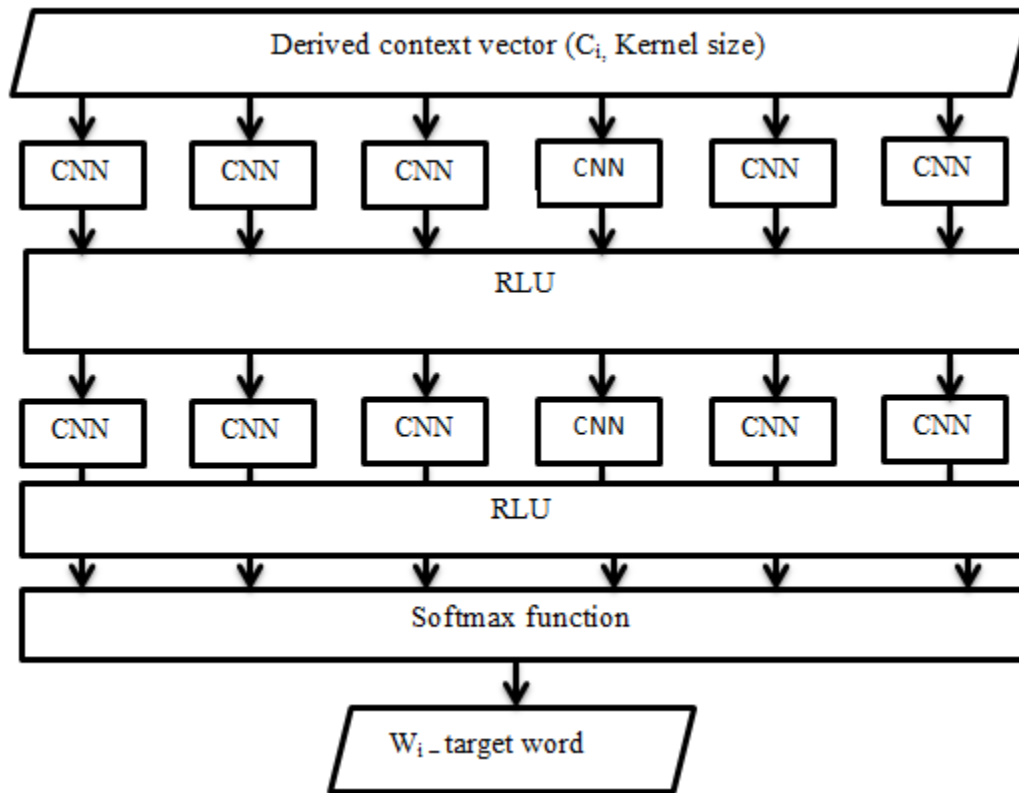 Derived context vector (Ci, Kernel size)
CNN CNN CNN CNN CNN CNN
RLU
CNN CNN CNN CNN CNN CNN
RLU
Softmax function
Wi – target word